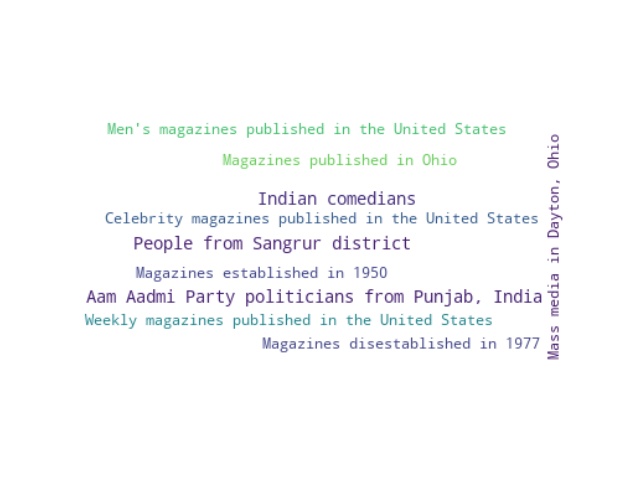 Men's magazines published in the United States
Magazines published in Ohio
Indian comedians
Celebrity magazines published in the United States
People from Sangrur district
Magazines established in 1950
Aam Aadmi Party politicians from Punjab, India
Weekly magazines published in the United States
Magazines disestablished in 1977
Mass media in Dayton, Ohio